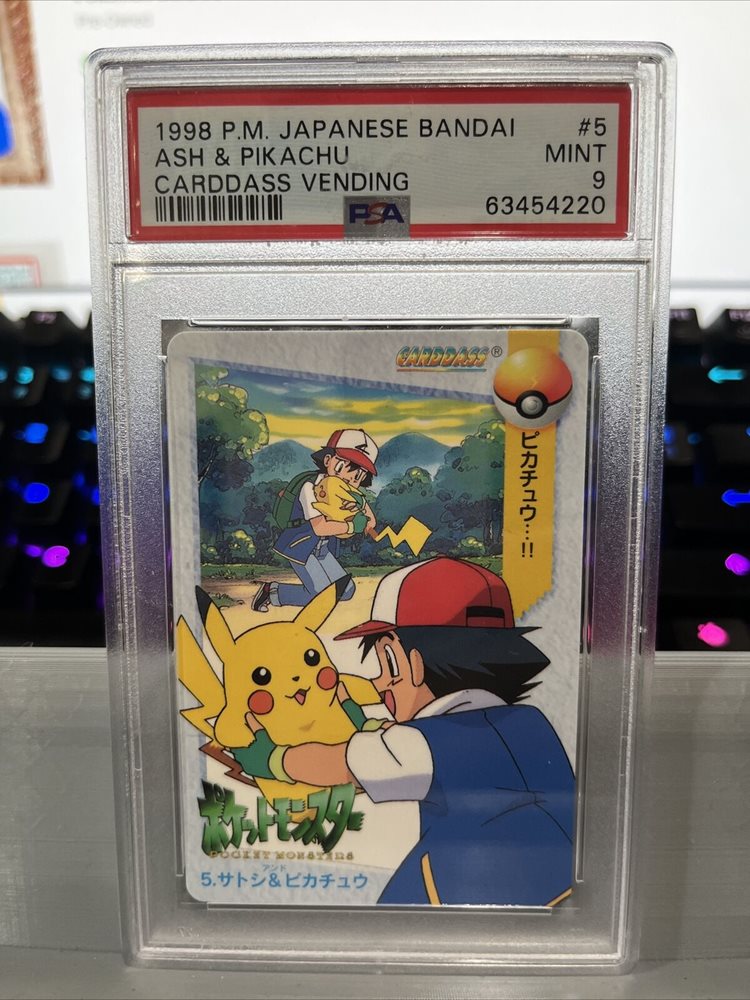 1998 P.M. JAPANESE BANDAI #5
ASH & PIKACHU MINT
CARDDASS VENDING 9
PSA 63454220
CARDDASS®
ピカチュウ…!!
ポケットモンスター
POCKET MONSTERS
アンド
5.サトシ&ピカチュウ